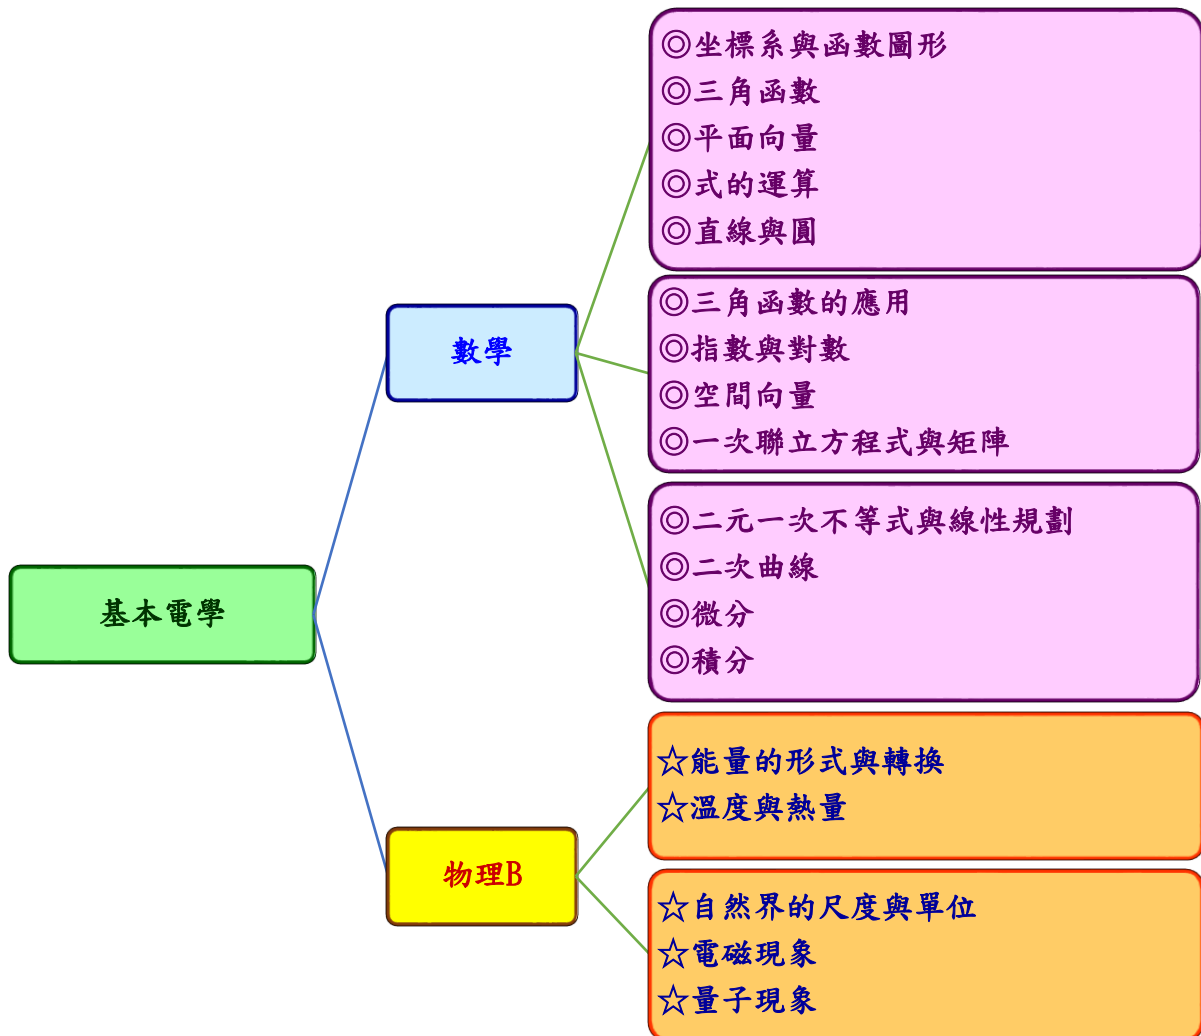 ◎坐標系與函數圖形
◎三角函數
◎平面向量
◎式的運算
◎直線與圓
◎三角函數的應用
◎指數與對數
◎空間向量
◎一次聯立方程式與矩陣
數學
◎二元一次不等式與線性規劃
◎二次曲線
◎微分
◎積分
基本電學
☆能量的形式與轉換
☆溫度與熱量
物理B
☆自然界的尺度與單位
☆電磁現象
☆量子現象